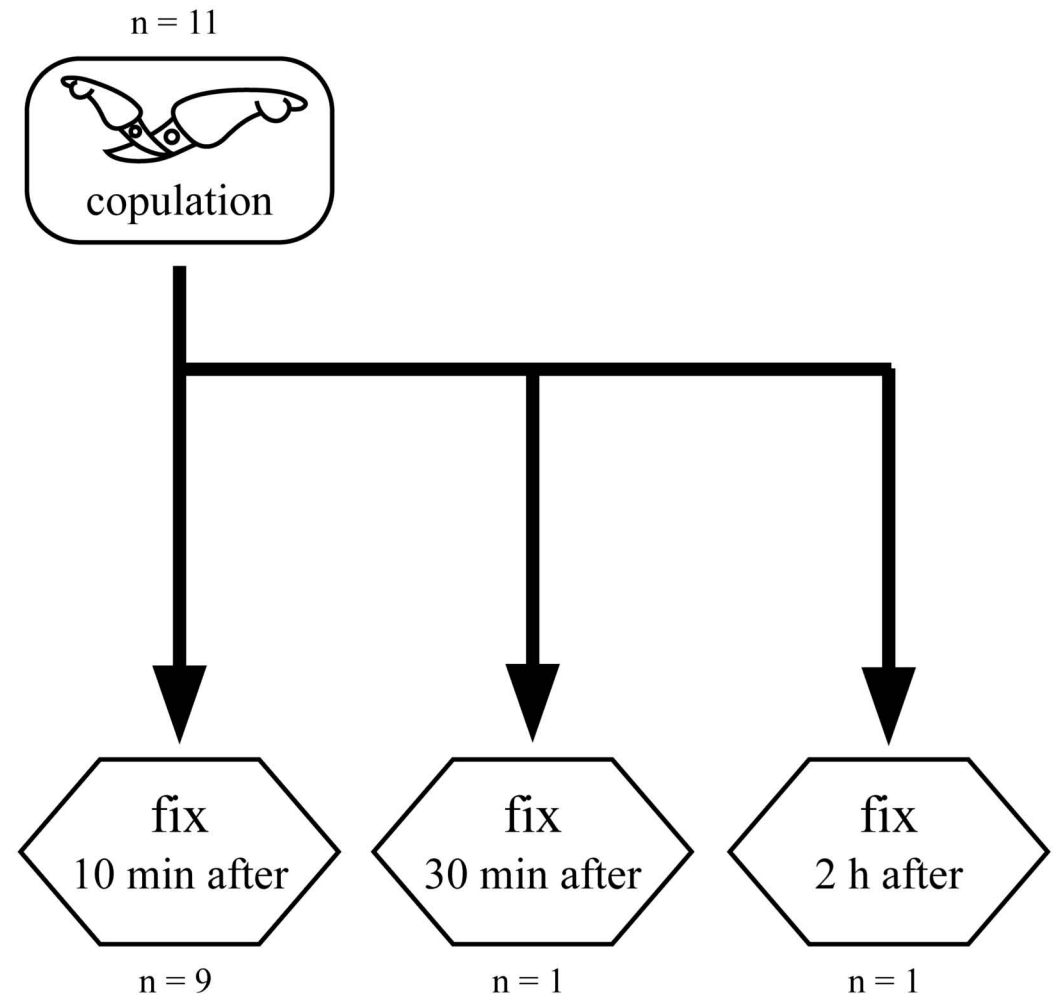 n = 11
copulation
fix
10 min after
n = 9
fix
30 min after
n = 1
fix
2 h after
n = 1